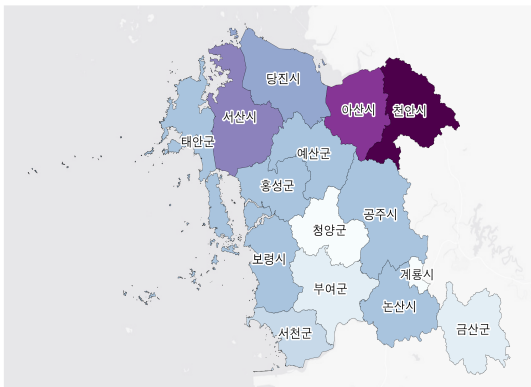 당진시
아산시
천안시
서산시
태안군
예산군
홍성군
공주시
청양군
보령시
계룡시
부여군
논산시
서천군
금산군